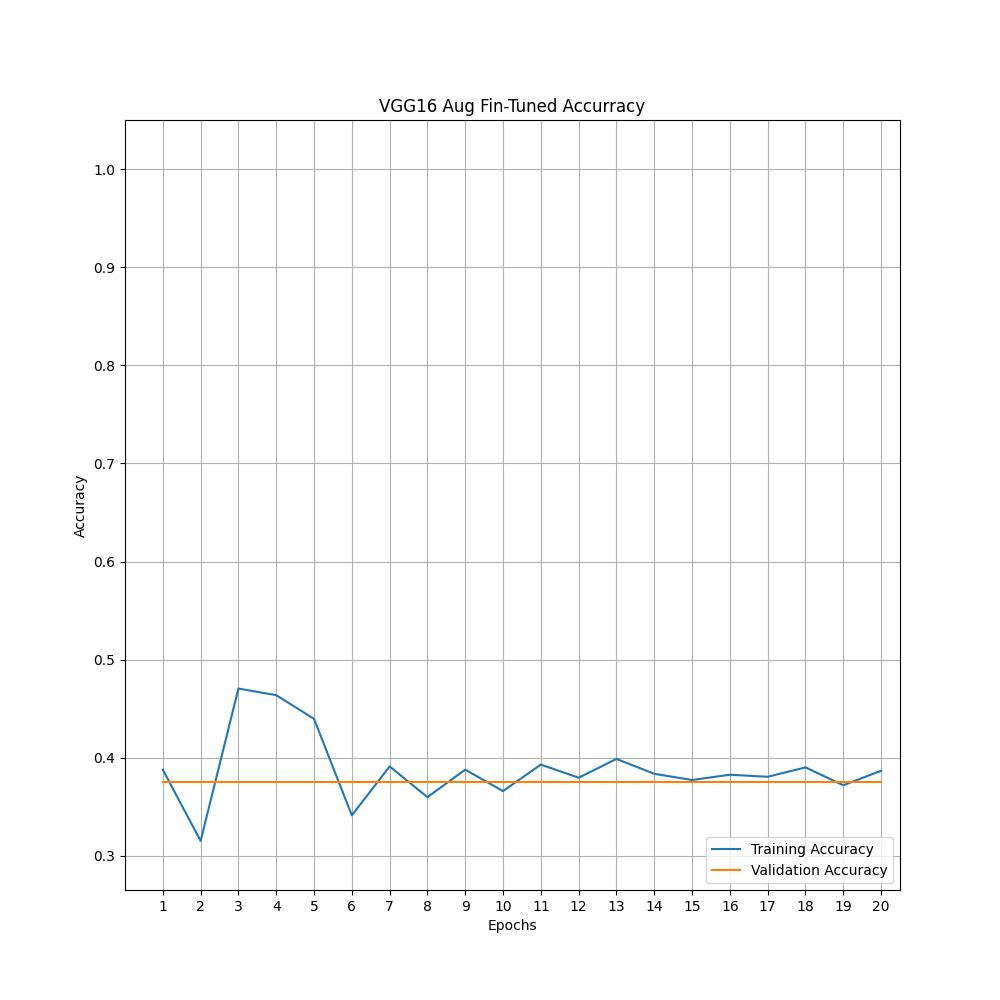 VGG16 Aug Fin-Tuned Accurracy
1.0
0.9
0.8
0.7
0.6
0.5
0.4
0.3
Accuracy
Training Accuracy
Validation Accuracy
1 2 3 4 5 6 7 8 9 10 11 12 13 14 15 16 17 18 19 20
Epochs